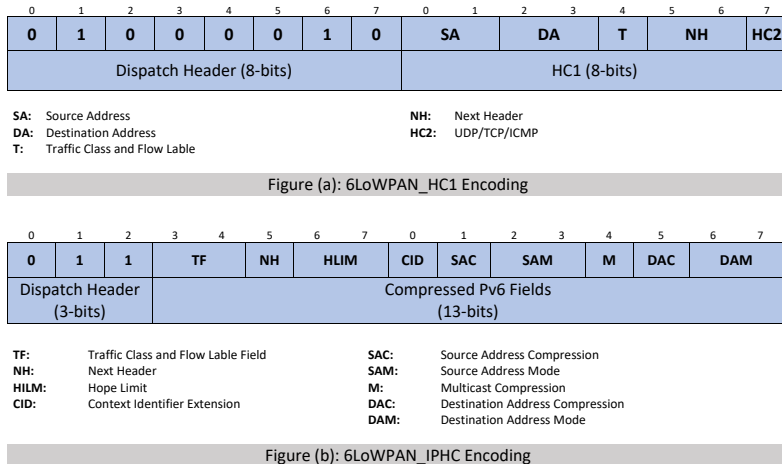 0 1 2 3 4 5 6 7 0 1 2 3 4 5 6 7
0 1 0 0 0 0 1 0 SA DA T NH HC2
Dispatch Header (8-bits) HC1 (8-bits)
SA: Source Address NH: Next Header
DA: Destination Address HC2: UDP/TCP/ICMP
T: Traffic Class and Flow Lable
Figure (a): 6LoWPAN_HC1 Encoding
0 1 2 3 4 5 6 7 0 1 2 3 4 5 6 7
0 1 1 TF NH HLIM CID SAC SAM M DAC DAM
Dispatch Header Compressed Pv6 Fields
(3-bits) (13-bits)
TF: Traffic Class and Flow Lable Field SAC: Source Address Compression
NH: Next Header SAM: Source Address Mode
HILM: Hope Limit M: Multicast Compression
CID: Context Identifier Extension DAC: Destination Address Compression
DAM: Destination Address Mode
Figure (b): 6LoWPAN_IPHC Encoding